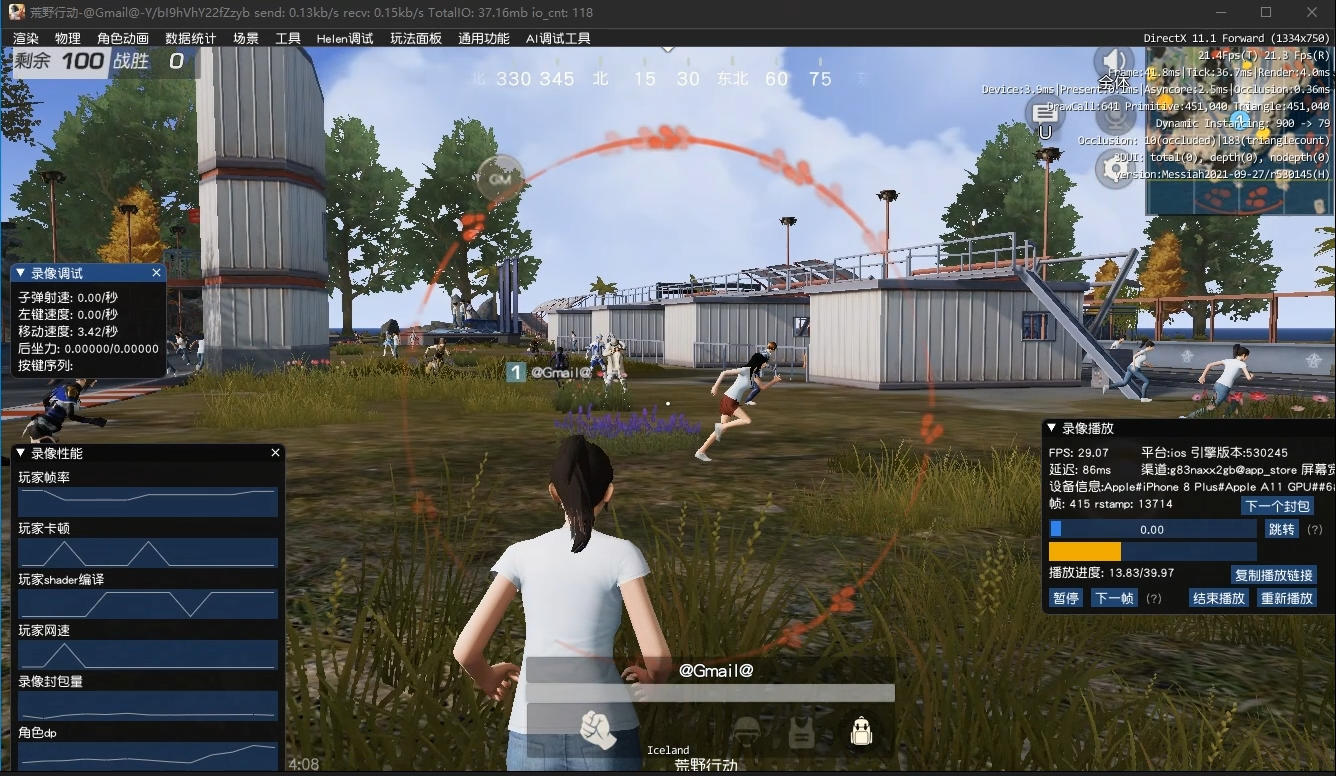 荒野行动-@Gmail@-Y/bI9hVhY22fZzyb send: 0.13kb/s recv: 0.15kb/s TotalIO: 37.16mb io_cnt: 118
渲染 物理 角色动画 数据统计 场景 工具 Helen调试 玩法面板 通用功能 AI调试工具
DirectX 11.1 Forward (1334x750)
剩余 100 战胜 0
21.4Fps(T) 21.3 Fps(R)
Frame:41.8ms|Tick:36.7ms|Render:4.0ms
北 330 345 北 15 30 东北 60 75
全体
Device:3.9ms|Present:0.1ms|Asyncore:2.5ms|Occlusion:0.36ms
DrawCall:641 Primitive:451,040 Triangle:451,040
U
Dynamic Instancing: 900 -> 79
Occlusion: 10(occluded)|183(trianglecount)
3DUI: total(0), depth(0), nodepth(0)
Version:Messiah2021-09-27/r530145(H)
GM
录像调试
子弹射速: 0.00/秒
左键速度: 0.00/秒
移动速度: 3.42/秒
后坐力: 0.00000/0.00000
按键序列:
1 @Gmail@
录像播放
FPS: 29.07 平台:ios 引擎版本:530245
延迟: 86ms 渠道:g83naxx2gb@app_store 屏幕
设备信息:Apple#iPhone 8 Plus#Apple A11 GPU##6
帧: 415 rstamp: 13714 下一个封包
0.00 跳转 (?)
播放进度: 13.83/39.97 复制播放链接
暂停 下一帧 (?) 结束播放 重新播放
录像性能
玩家帧率
玩家卡顿
玩家shader编译
玩家网速
录像封包量
角色dp
@Gmail@
4:08
Iceland
荒野行动